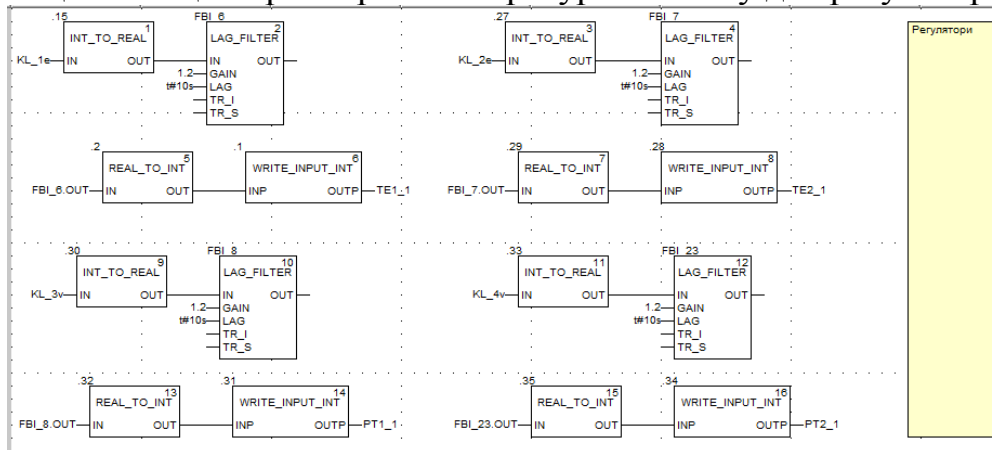 .15
1
INT_TO_REAL
KL_1e IN OUT
FBI_6
2
LAG_FILTER
IN OUT
1.2 GAIN
t#10s LAG
TR_I
TR_S
.27
3
INT_TO_REAL
KL_2e IN OUT
FBI_7
4
LAG_FILTER
IN OUT
1.2 GAIN
t#10s LAG
TR_I
TR_S
Регулятори
.2
5
REAL_TO_INT
FBI_6.OUT IN OUT
.1
6
WRITE_INPUT_INT
INP OUTP TE1_1
.29
7
REAL_TO_INT
FBI_7.OUT IN OUT
.28
8
WRITE_INPUT_INT
INP OUTP TE2_1
.30
9
INT_TO_REAL
KL_3v IN OUT
FBI_8
10
LAG_FILTER
IN OUT
1.2 GAIN
t#10s LAG
TR_I
TR_S
.33
11
INT_TO_REAL
KL_4v IN OUT
FBI_23
12
LAG_FILTER
IN OUT
1.2 GAIN
t#10s LAG
TR_I
TR_S
.32
13
REAL_TO_INT
FBI_8.OUT IN OUT
.31
14
WRITE_INPUT_INT
INP OUTP PT1_1
.35
15
REAL_TO_INT
FBI_23.OUT IN OUT
.34
16
WRITE_INPUT_INT
INP OUTP PT2_1